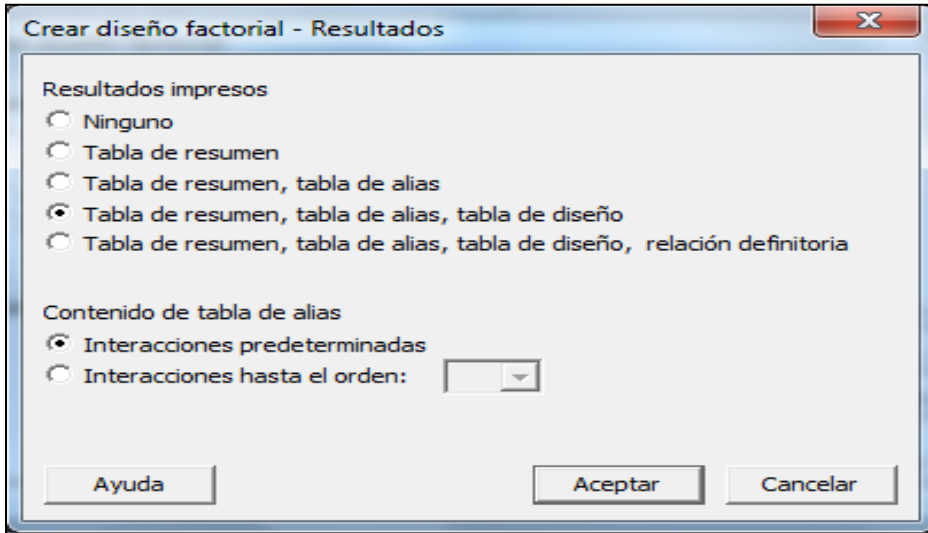 Crear diseño factorial - Resultados
Resultados impresos
Ninguno
Tabla de resumen
Tabla de resumen, tabla de alias
Tabla de resumen, tabla de alias, tabla de diseño
Tabla de resumen, tabla de alias, tabla de diseño, relación definitoria
Contenido de tabla de alias
Interacciones predeterminadas
Interacciones hasta el orden:
Ayuda Aceptar Cancelar